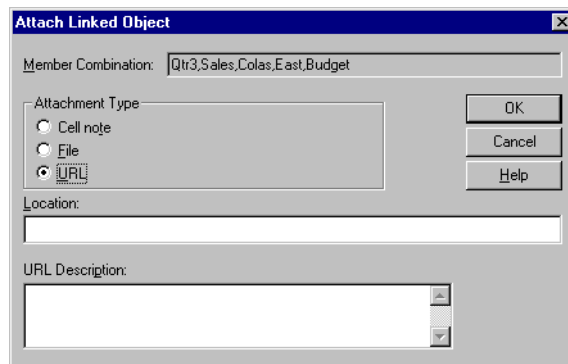 Attach Linked Object
Member Combination: Qtr3,Sales,Colas,East,Budget
Attachment Type
Cell note
File
URL
OK
Cancel
Help
Location:
URL Description: